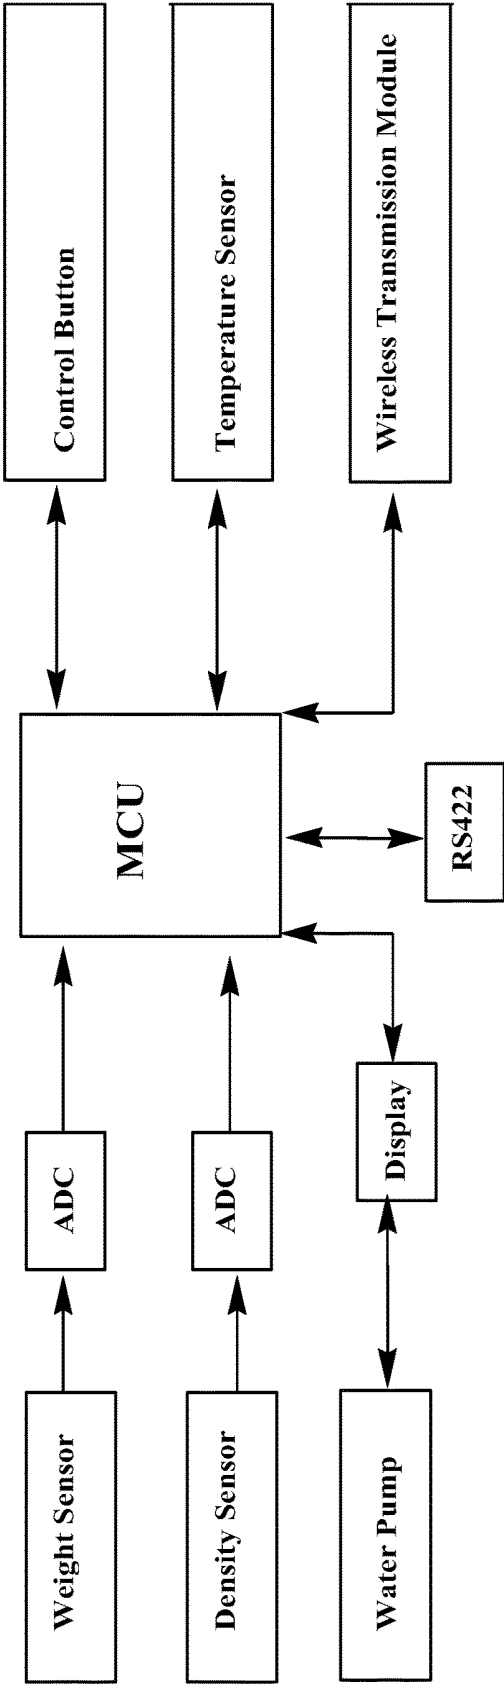 Weight Sensor
ADC
Control Button
MCU
Density Sensor
ADC
Temperature Sensor
Water Pump
Display
RS422
Wireless Transmission Module